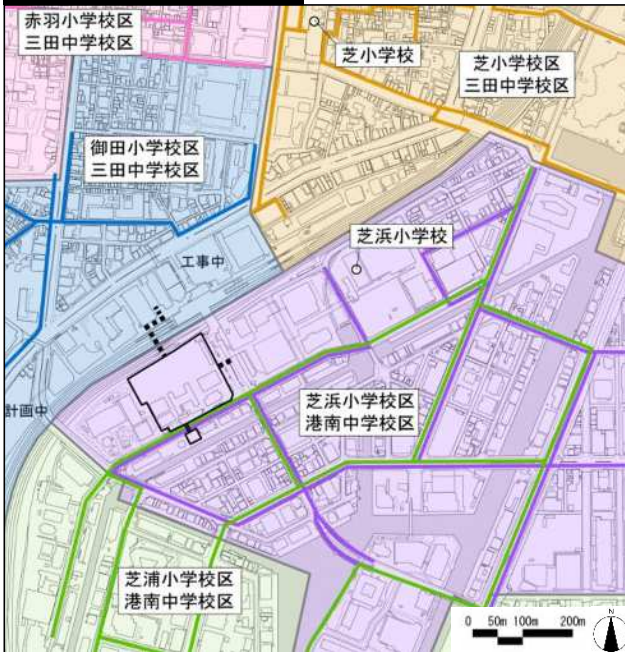 赤羽小学校区
三田中学校区
芝小学校
芝小学校区
三田中学校区
御田小学校区
三田中学校区
芝浜小学校
工事中
計画中
芝浜小学校区
港南中学校区
芝浦小学校区
港南中学校区
0 50m 100m 200m
N